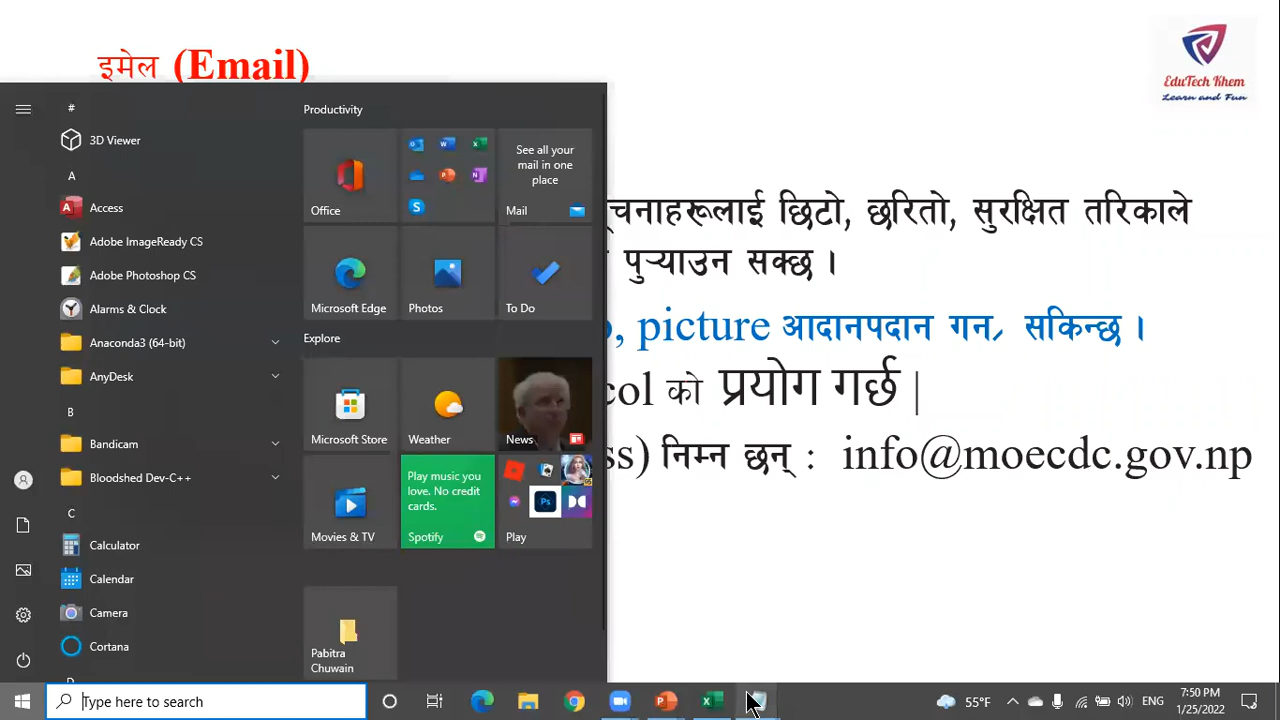 इमेल (Email)
EduTech Khem
Learn and Fun
चनाहरूलाई छिटो, छरितो, सुरक्षित तरिकाले
पुर्‍याउन सक्छ ।
, picture आदानपदान गन सकिन्छ ।
col को प्रयोग गर्छ |
ss) निम्न छन् : info@moecdc.gov.np
#
3D Viewer
A
Access
Adobe ImageReady CS
Adobe Photoshop CS
Alarms & Clock
Anaconda3 (64-bit)
AnyDesk
B
Bandicam
Bloodshed Dev-C++
C
Calculator
Calendar
Camera
Cortana
Productivity
Office
See all your
mail in one
place
Mail
Microsoft Edge
Photos
To Do
Explore
Microsoft Store
Weather
News
Movies & TV
Play music you
love. No credit
cards.
Spotify
Play
Pabitra
Chuwain
Type here to search
55°F
ENG
7:50 PM
1/25/2022